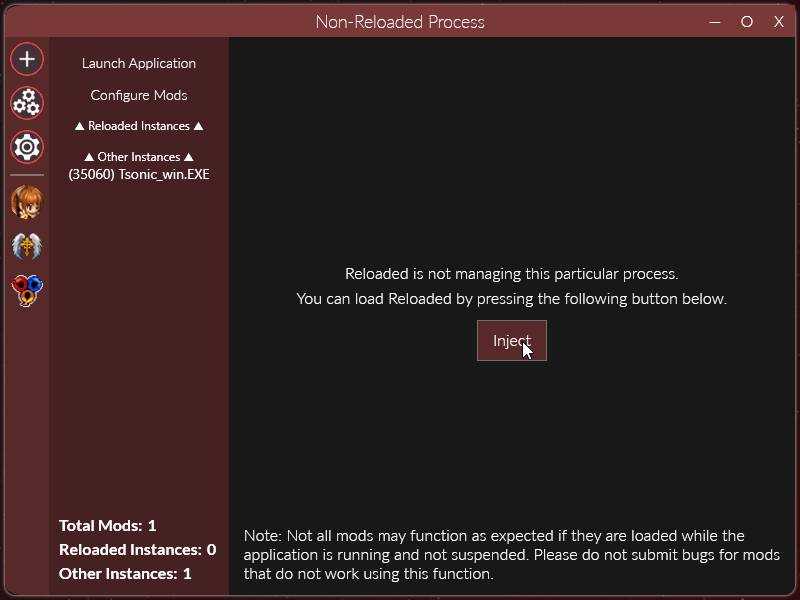 Non-Reloaded Process
Launch Application
Configure Mods
▲ Reloaded Instances ▲
▲ Other Instances ▲
(35060) Tsonic_win.EXE
Reloaded is not managing this particular process.
You can load Reloaded by pressing the following button below.
Inject
Total Mods: 1
Reloaded Instances: 0
Other Instances: 1
Note: Not all mods may function as expected if they are loaded while the
application is running and not suspended. Please do not submit bugs for mods
that do not work using this function.